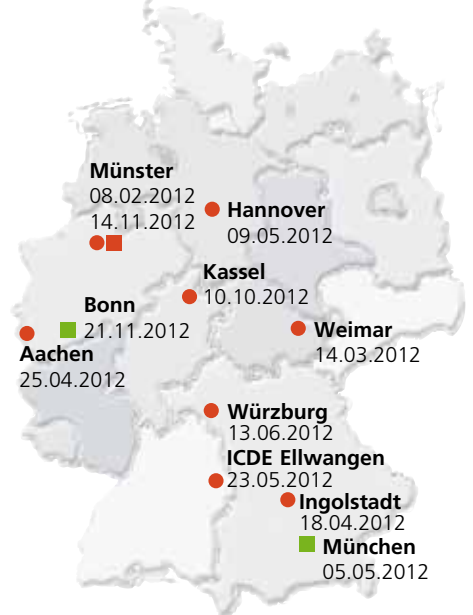 Münster
08.02.2012
14.11.2012
Hannover
09.05.2012
Kassel
10.10.2012
Bonn
21.11.2012
Aachen
25.04.2012
Weimar
14.03.2012
Würzburg
13.06.2012
ICDE Ellwangen
23.05.2012
Ingolstadt
18.04.2012
München
05.05.2012